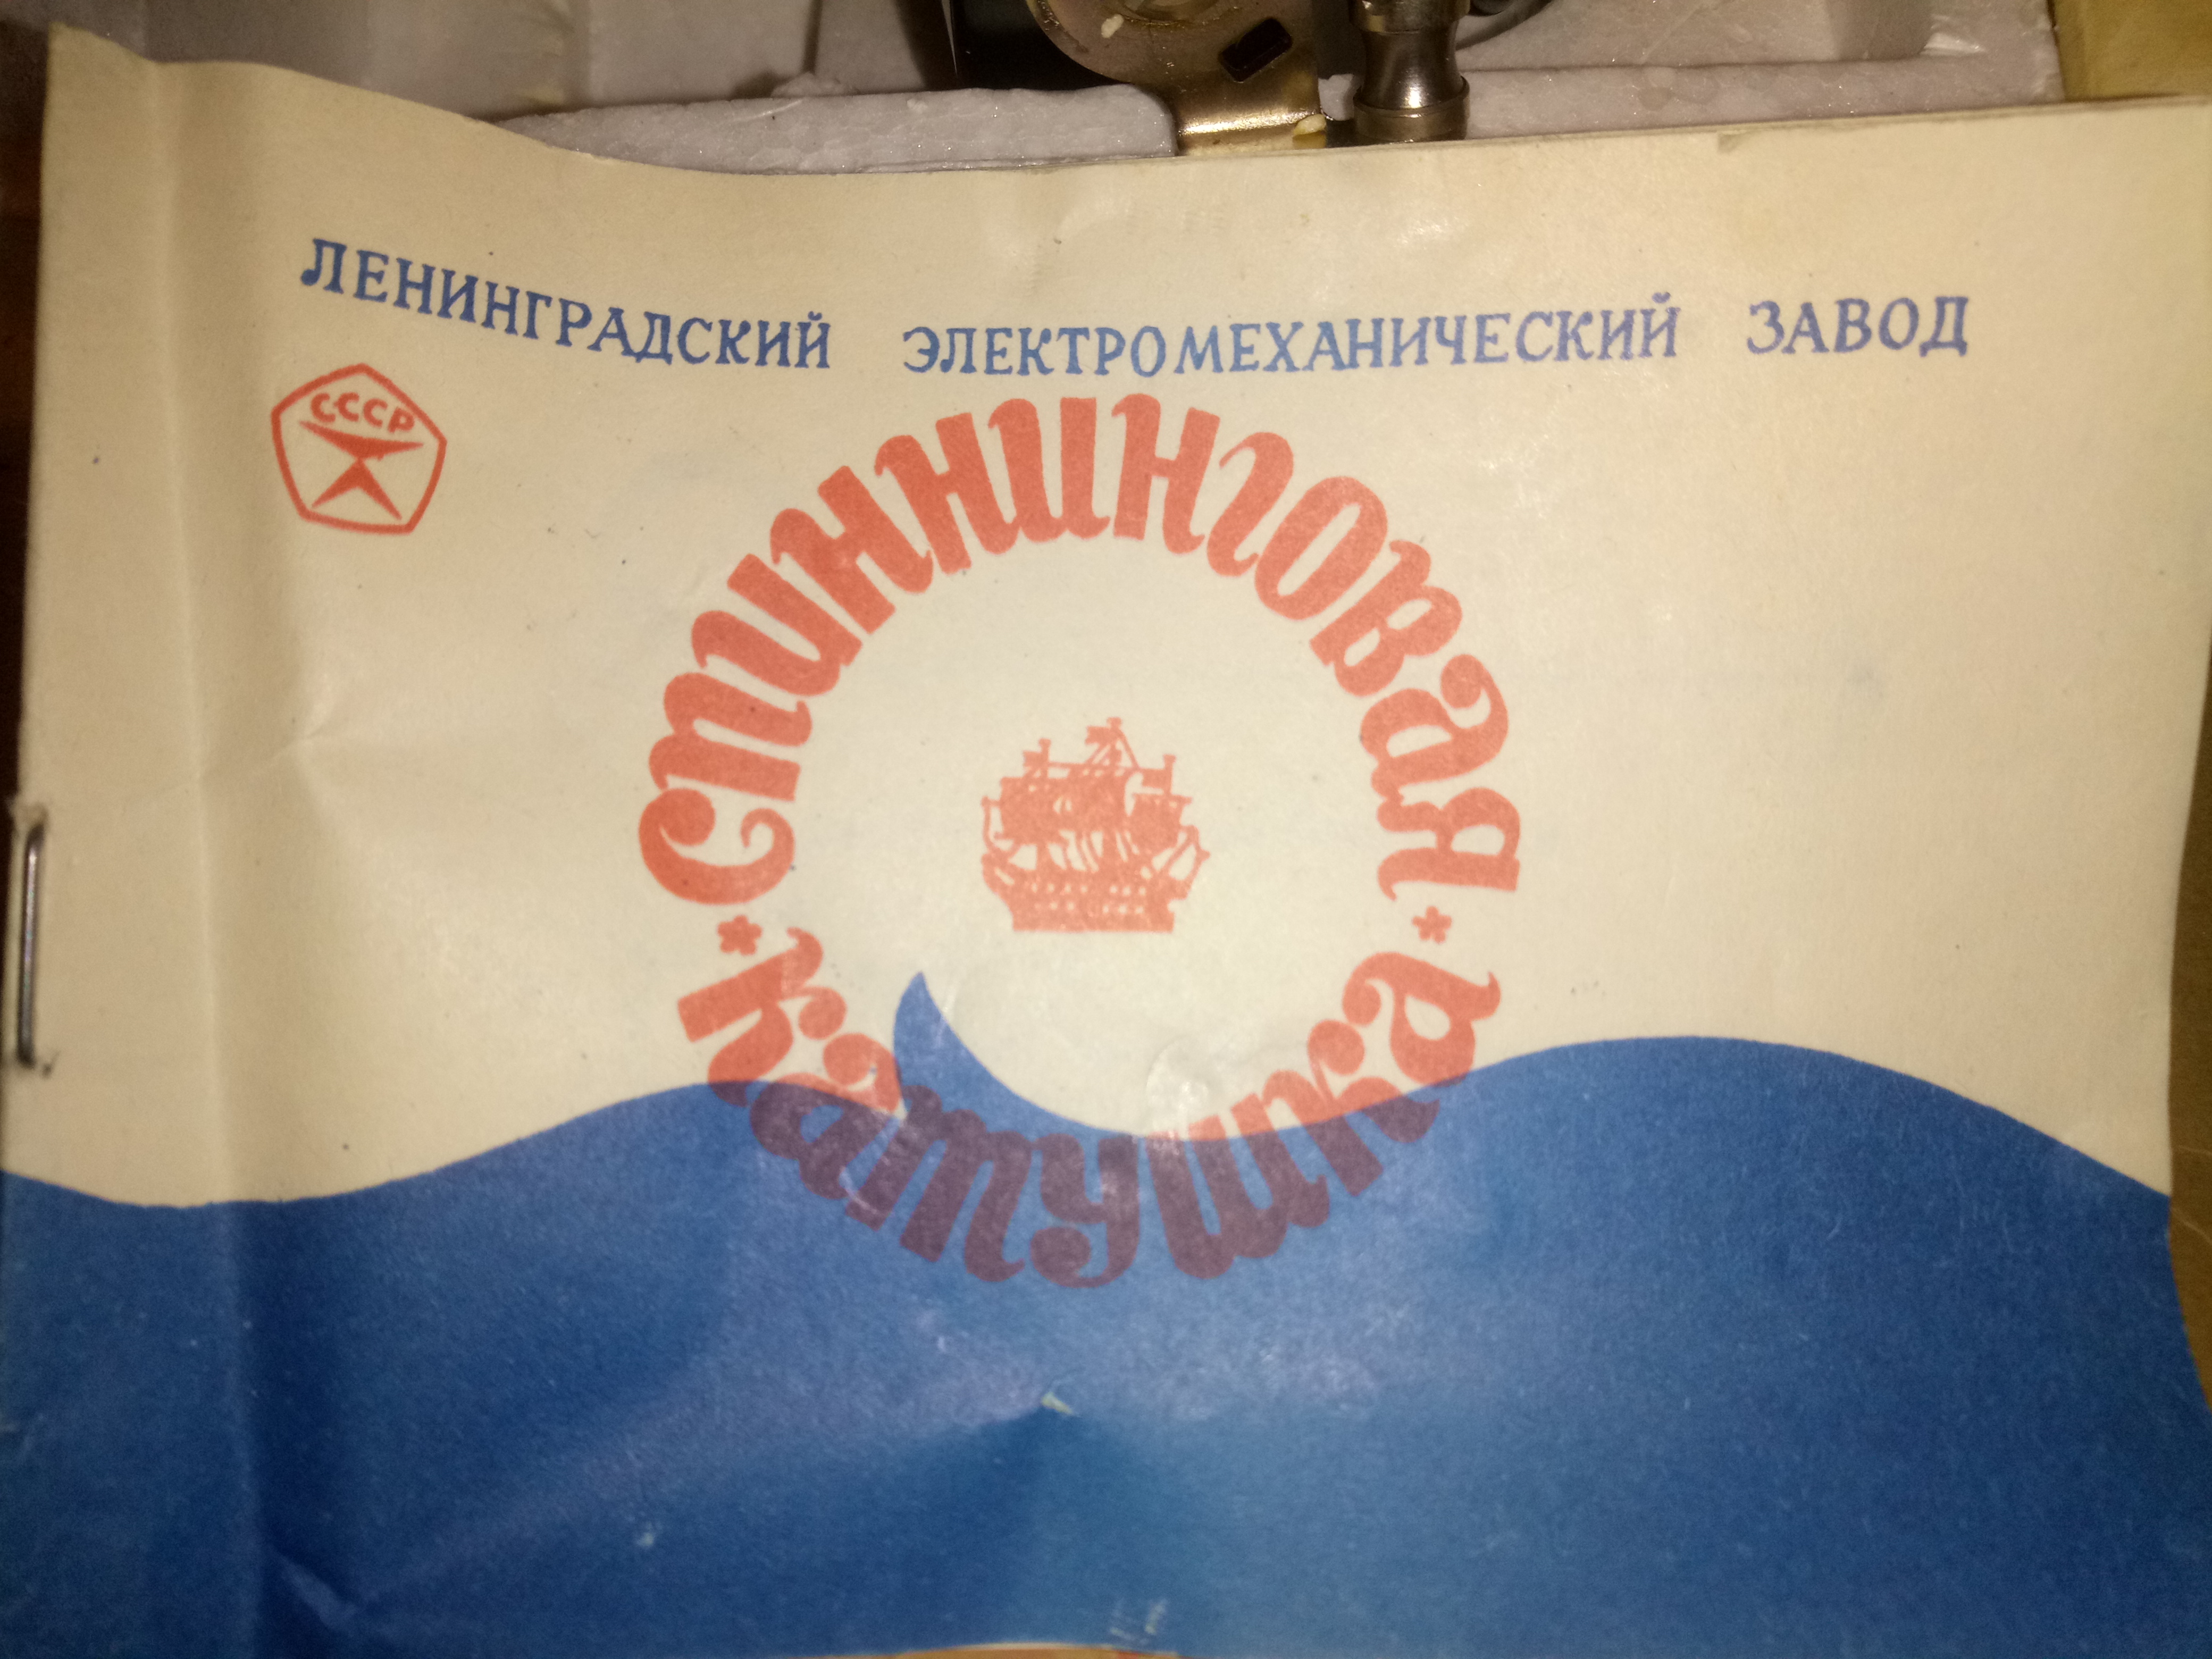 ЛЕНИНГРАДСКИЙ ЭЛЕКТРОМЕХАНИЧЕСКИЙ ЗАВОД
СССР
спиннинговая
катушка